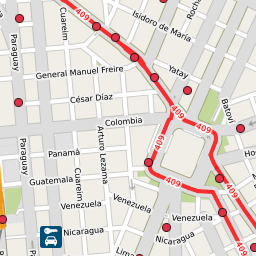 Paraguay
Cuareim
409
Isidoro de María
General Manuel Freire
Yatay
César Díaz
409
Batoví
Colombia
409
409
Paraguay
Panamá
Arturo Lezama
Guatemala
409
Cuareim
409
Venezuela
Venezuela
Venezuela
Nicaragua
Nicaragua
409